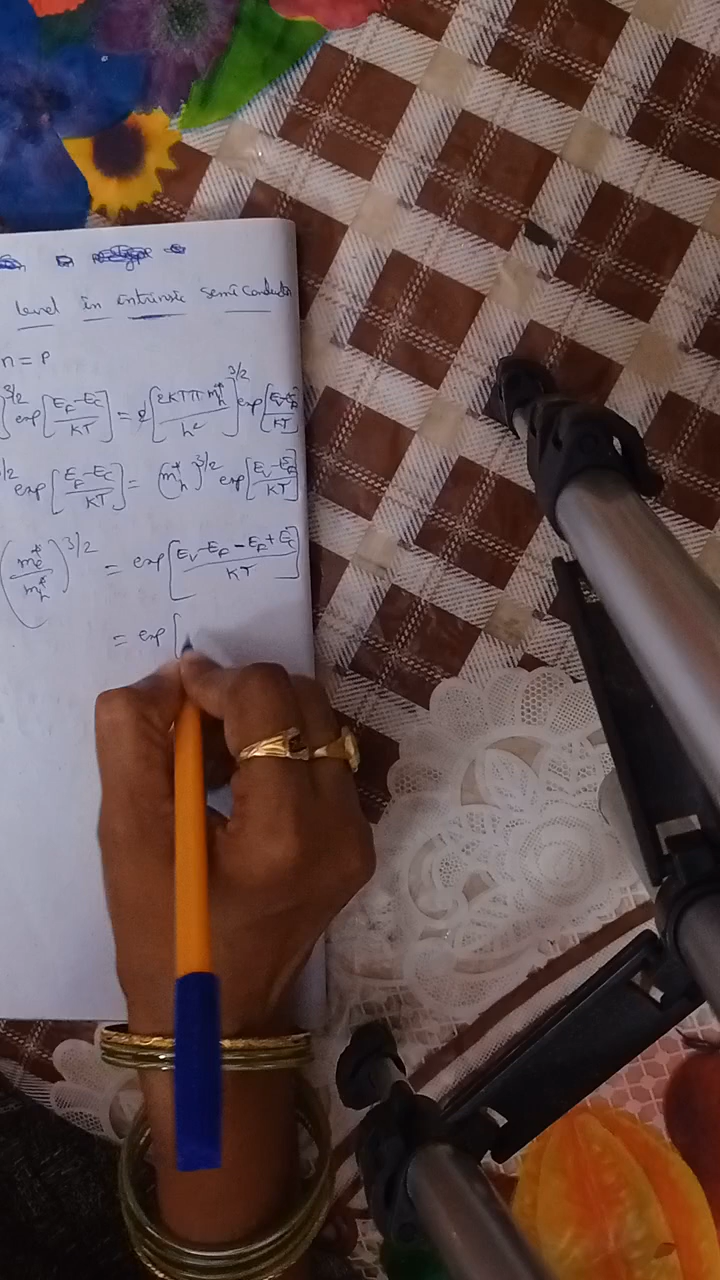 level in intrinsic semiconductor
n = P
]^3/2 exp[(E_F-E_C)/KT] = 2[(2KTπ m_h^*)/h^2]^3/2 exp[(E_V-E_F)/KT]
^3/2 exp[(E_F-E_C)/KT] = (m_h^*)^3/2 exp[(E_V-E_F)/KT]
(m_e^*/m_h^*)^3/2 = exp[(E_V-E_F-E_F+E_C)/KT]
= exp[